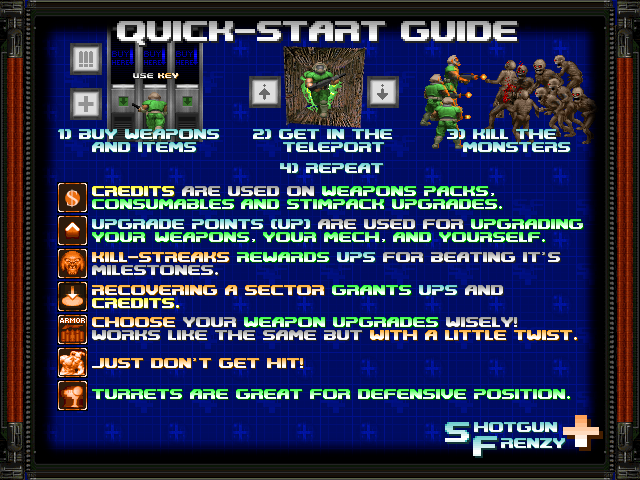 QUICK-START GUIDE
USE KEY
1) BUY WEAPONS
AND ITEMS
2) GET IN THE
TELEPORT
3) KILL THE
MONSTERS
4) REPEAT
CREDITS ARE USED ON WEAPONS PACKS,
CONSUMABLES AND STIMPACK UPGRADES.
UPGRADE POINTS (UP) ARE USED FOR UPGRADING
YOUR WEAPONS, YOUR MECH, AND YOURSELF.
KILL-STREAKS REWARDS UPS FOR BEATING IT'S
MILESTONES.
RECOVERING A SECTOR GRANTS UPS AND
CREDITS.
ARMOR
CHOOSE YOUR WEAPON UPGRADES WISELY!
WORKS LIKE THE SAME BUT WITH A LITTLE TWIST.
JUST DON'T GET HIT!
TURRETS ARE GREAT FOR DEFENSIVE POSITION.
SHOTGUN
FRENZY